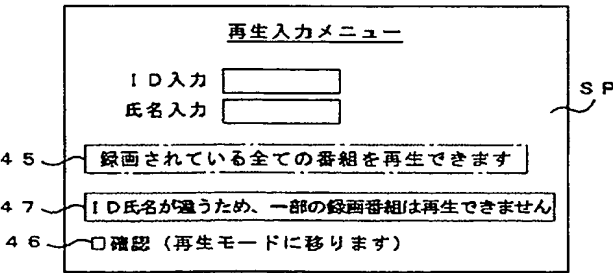 再生入力メニュー
ID入力
氏名入力
SP
45
録画されている全ての番組を再生できます
47
ID氏名が違うため、一部の録画番組は再生できません
46
□確認（再生モードに移ります）